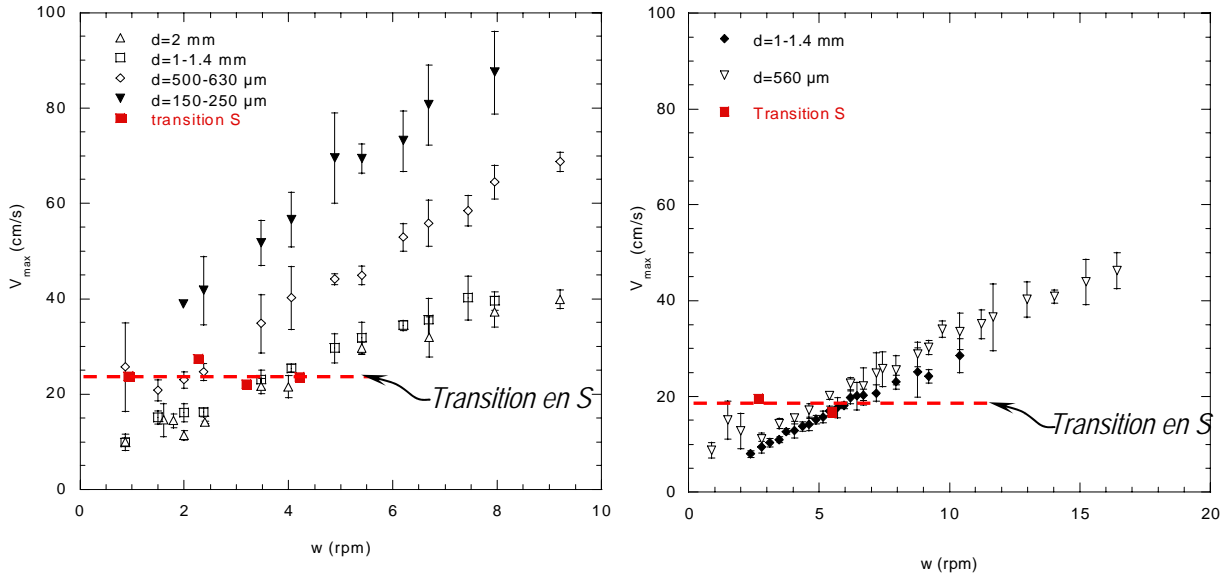 100
80
60
40
20
0
V_max (cm/s)
d=2 mm
d=1-1.4 mm
d=500-630 µm
d=150-250 µm
transition S
Transition en S
0 2 4 6 8 10
w (rpm)
100
80
60
40
20
0
V_max (cm/s)
d=1-1.4 mm
d=560 µm
Transition S
Transition en S
0 5 10 15 20
w (rpm)